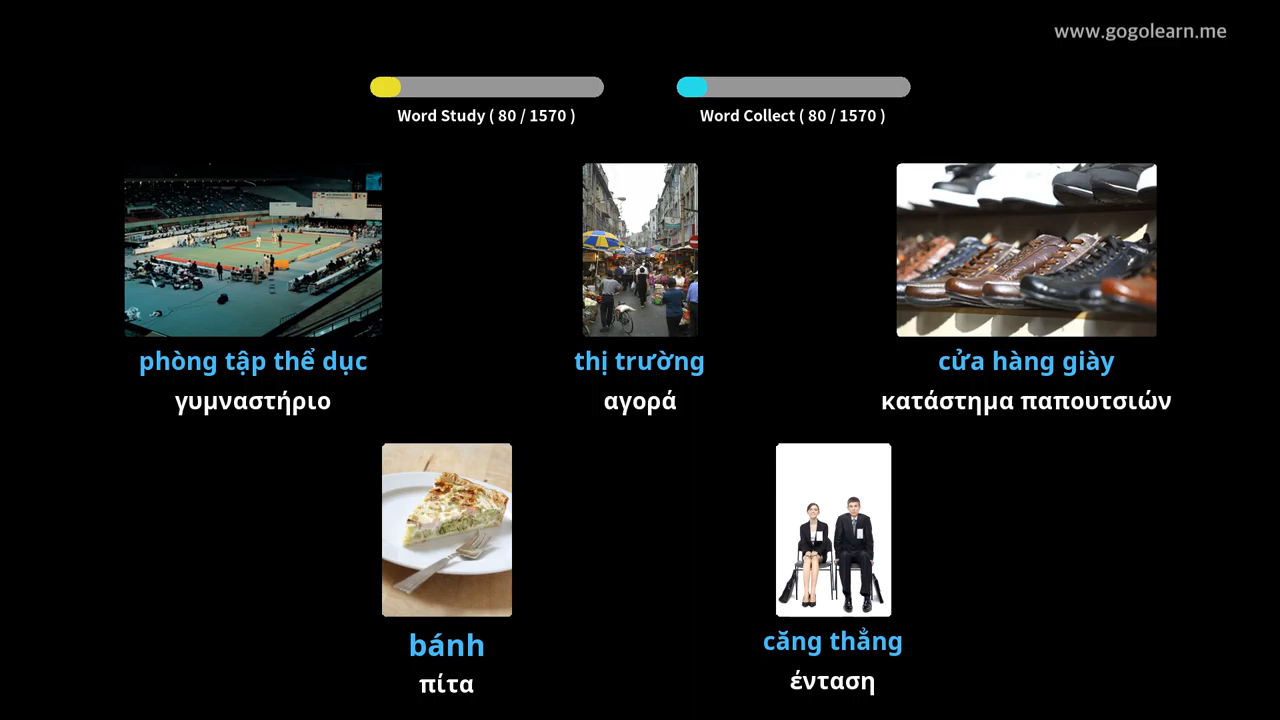 www.gogolearn.me
Word Study ( 80 / 1570 )
Word Collect ( 80 / 1570 )
phòng tập thể dục
thị trường
cửa hàng giày
γυμναστήριο
αγορά
κατάστημα παπουτσιών
bánh
căng thẳng
πίτα
ένταση